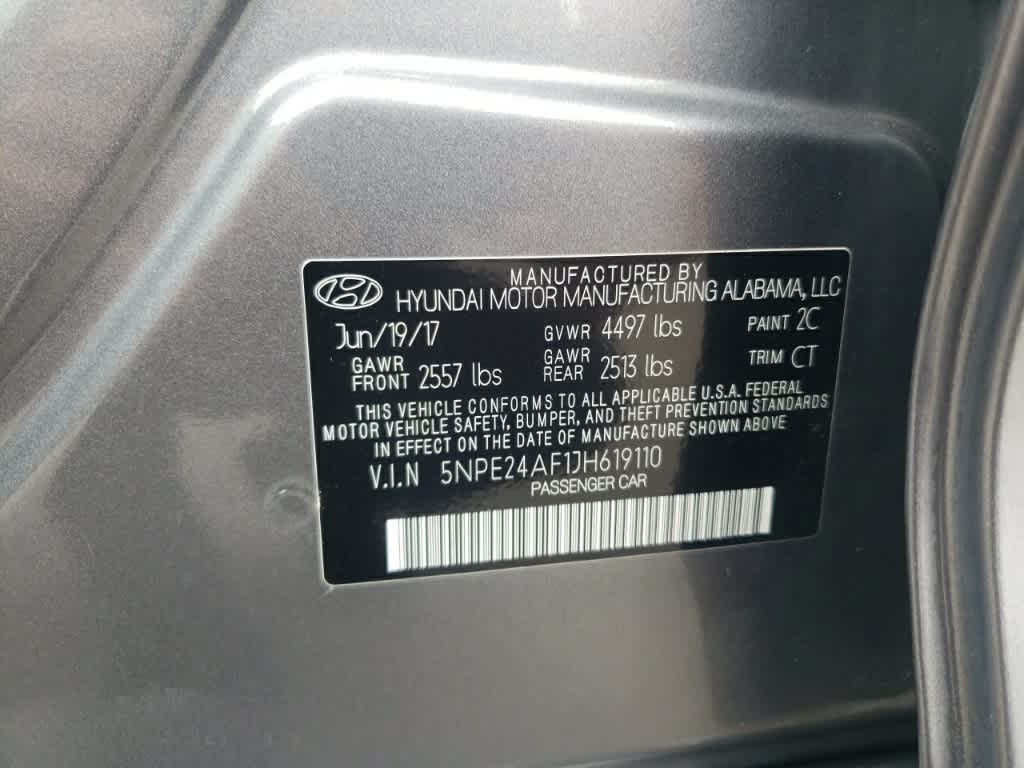 MANUFACTURED BY
HYUNDAI MOTOR MANUFACTURING ALABAMA, LLC
Jun/19/17 GVWR 4497 lbs PAINT 2C
GAWR FRONT 2557 lbs GAWR REAR 2513 lbs TRIM CT
THIS VEHICLE CONFORMS TO ALL APPLICABLE U.S.A. FEDERAL
MOTOR VEHICLE SAFETY, BUMPER, AND THEFT PREVENTION STANDARDS
IN EFFECT ON THE DATE OF MANUFACTURE SHOWN ABOVE
V.I.N 5NPE24AF1JH619110
PASSENGER CAR